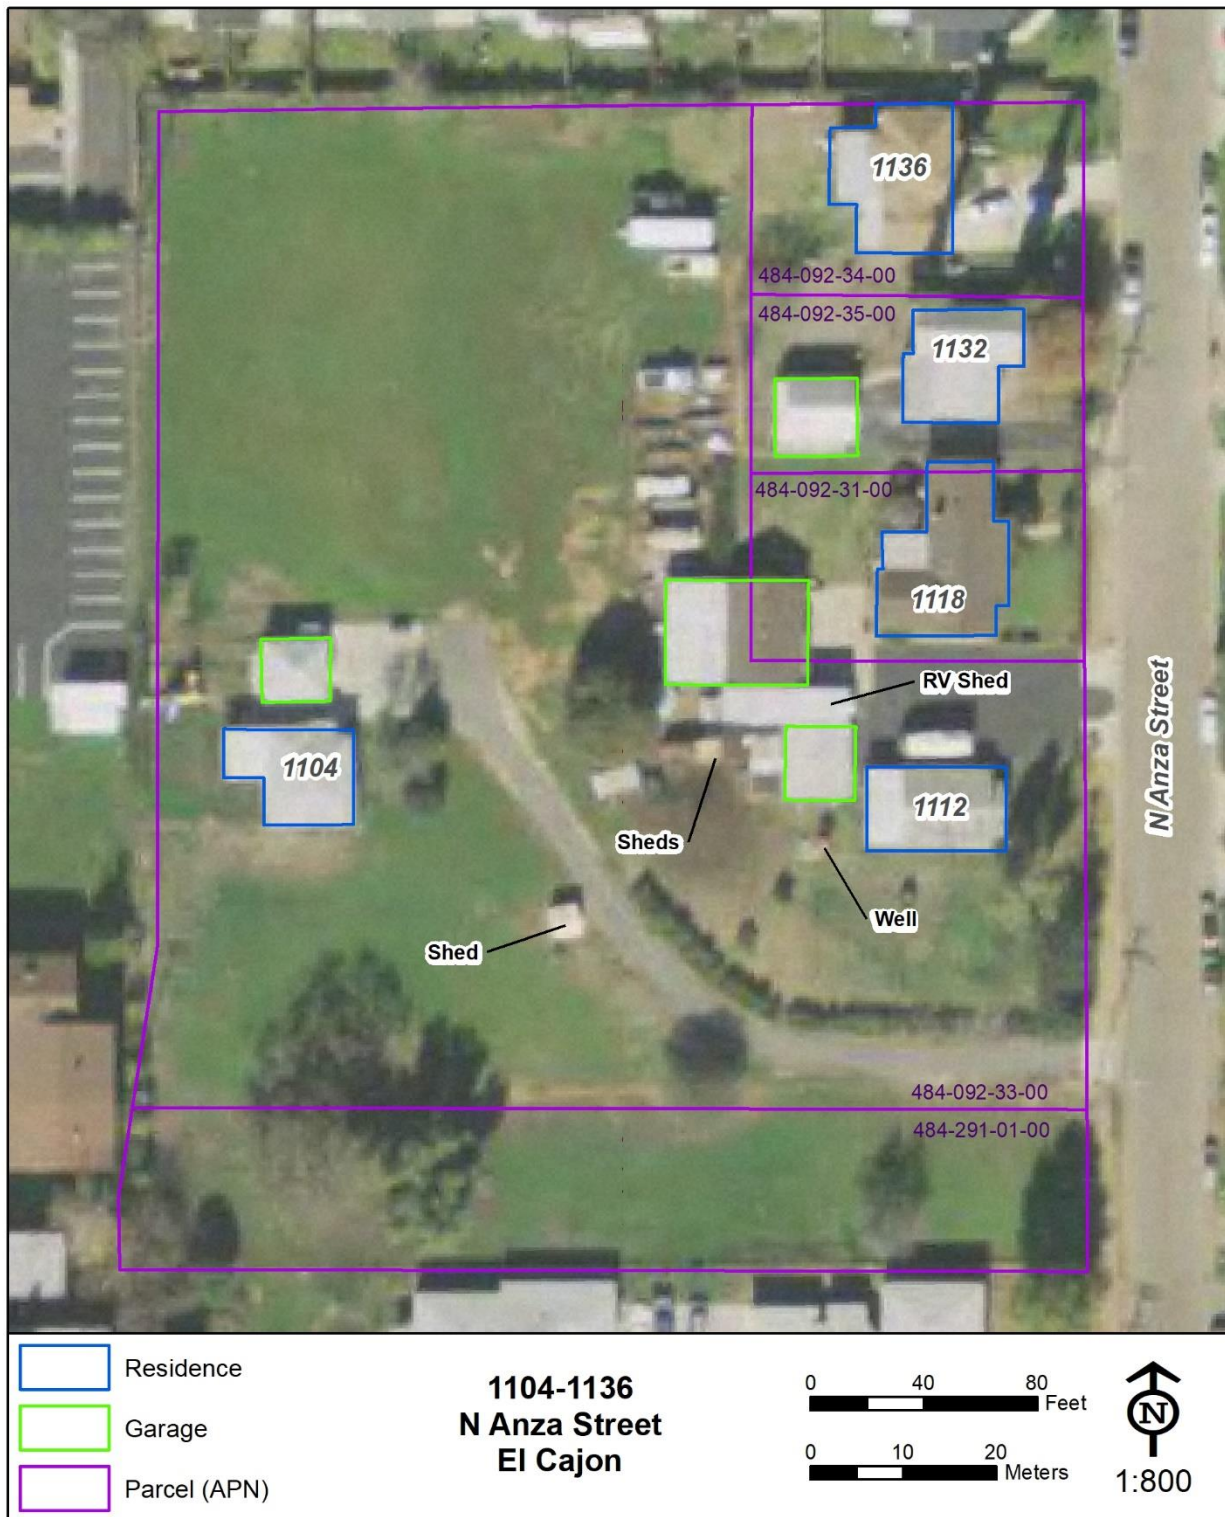 1136
484-092-34-00
484-092-35-00
1132
484-092-31-00
1118
N Anza Street
RV Shed
1104
1112
Sheds
Well
Shed
484-092-33-00
484-291-01-00
Residence
Garage
Parcel (APN)
1104-1136
N Anza Street
El Cajon
0 40 80
Feet
0 10 20
Meters
N
1:800